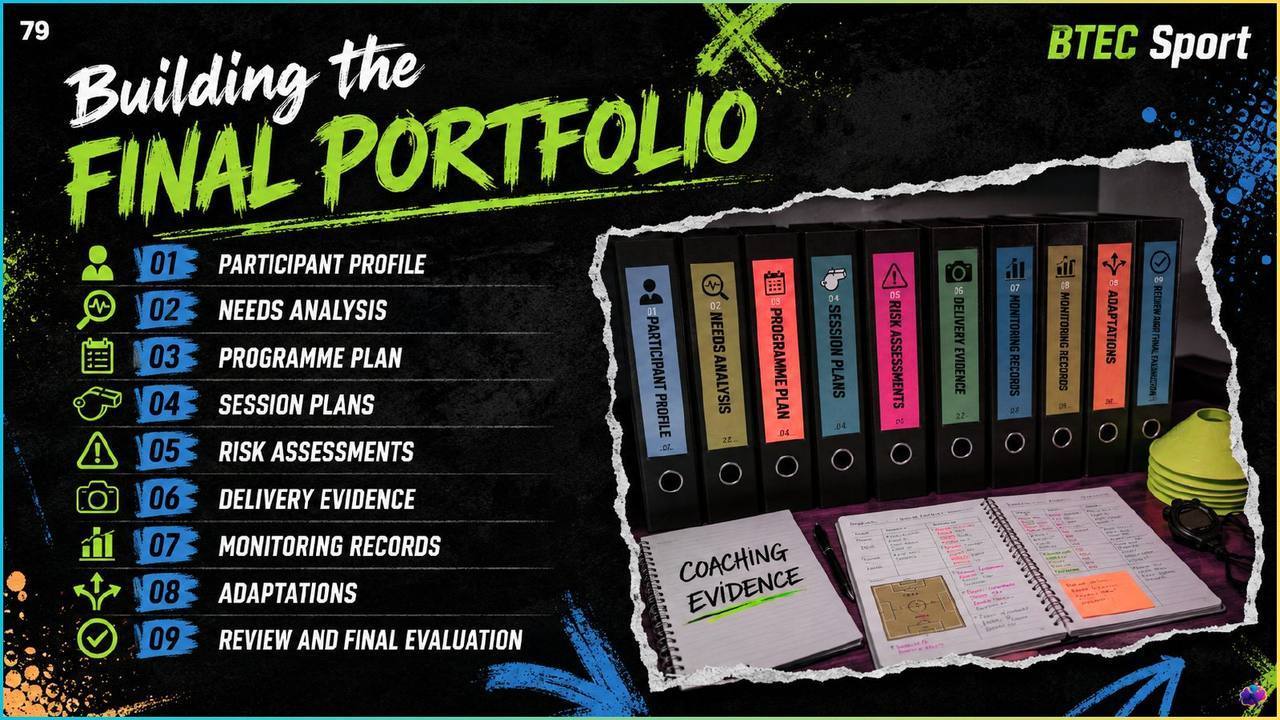 79
BTEC Sport
Building the
FINAL PORTFOLIO
01 PARTICIPANT PROFILE
02 NEEDS ANALYSIS
03 PROGRAMME PLAN
04 SESSION PLANS
05 RISK ASSESSMENTS
06 DELIVERY EVIDENCE
07 MONITORING RECORDS
08 ADAPTATIONS
09 REVIEW AND FINAL EVALUATION
01 PARTICIPANT PROFILE
02 NEEDS ANALYSIS
03 PROGRAMME PLAN
04 SESSION PLANS
05 RISK ASSESSMENTS
06 DELIVERY EVIDENCE
07 MONITORING RECORDS
08 MONITORING RECORDS
ADAPTATIONS
09
COACHING
EVIDENCE